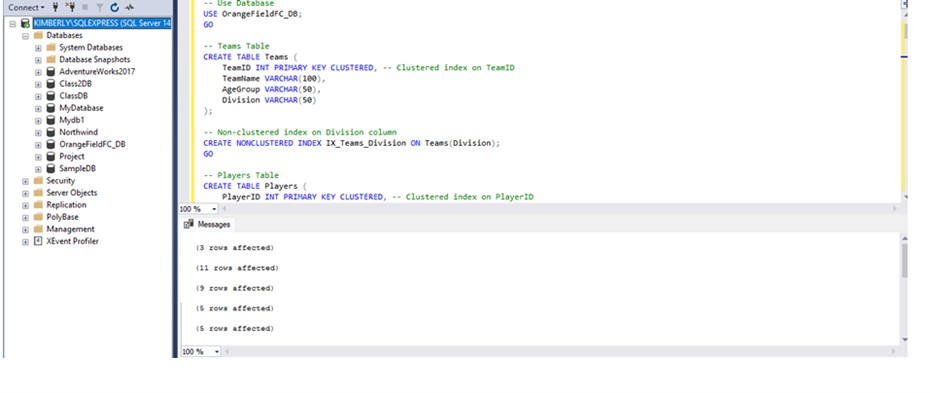 Connect
KIMBERLY\SQLEXPRESS (SQL Server 14
Databases
System Databases
Database Snapshots
AdventureWorks2017
Class2DB
ClassDB
MyDatabase
Mydb1
Northwind
OrangeFieldFC_DB
Project
SampleDB
Security
Server Objects
Replication
PolyBase
Management
XEvent Profiler
-- Use Database
USE OrangeFieldFC_DB;
GO
-- Teams Table
CREATE TABLE Teams (
TeamID INT PRIMARY KEY CLUSTERED, -- Clustered index on TeamID
TeamName VARCHAR(100),
AgeGroup VARCHAR(50),
Division VARCHAR(50)
);
-- Non-clustered index on Division column
CREATE NONCLUSTERED INDEX IX_Teams_Division ON Teams(Division);
GO
-- Players Table
CREATE TABLE Players (
PlayerID INT PRIMARY KEY CLUSTERED, -- Clustered index on PlayerID
100 %
Messages
(3 rows affected)
(11 rows affected)
(9 rows affected)
(5 rows affected)
(5 rows affected)
100 %